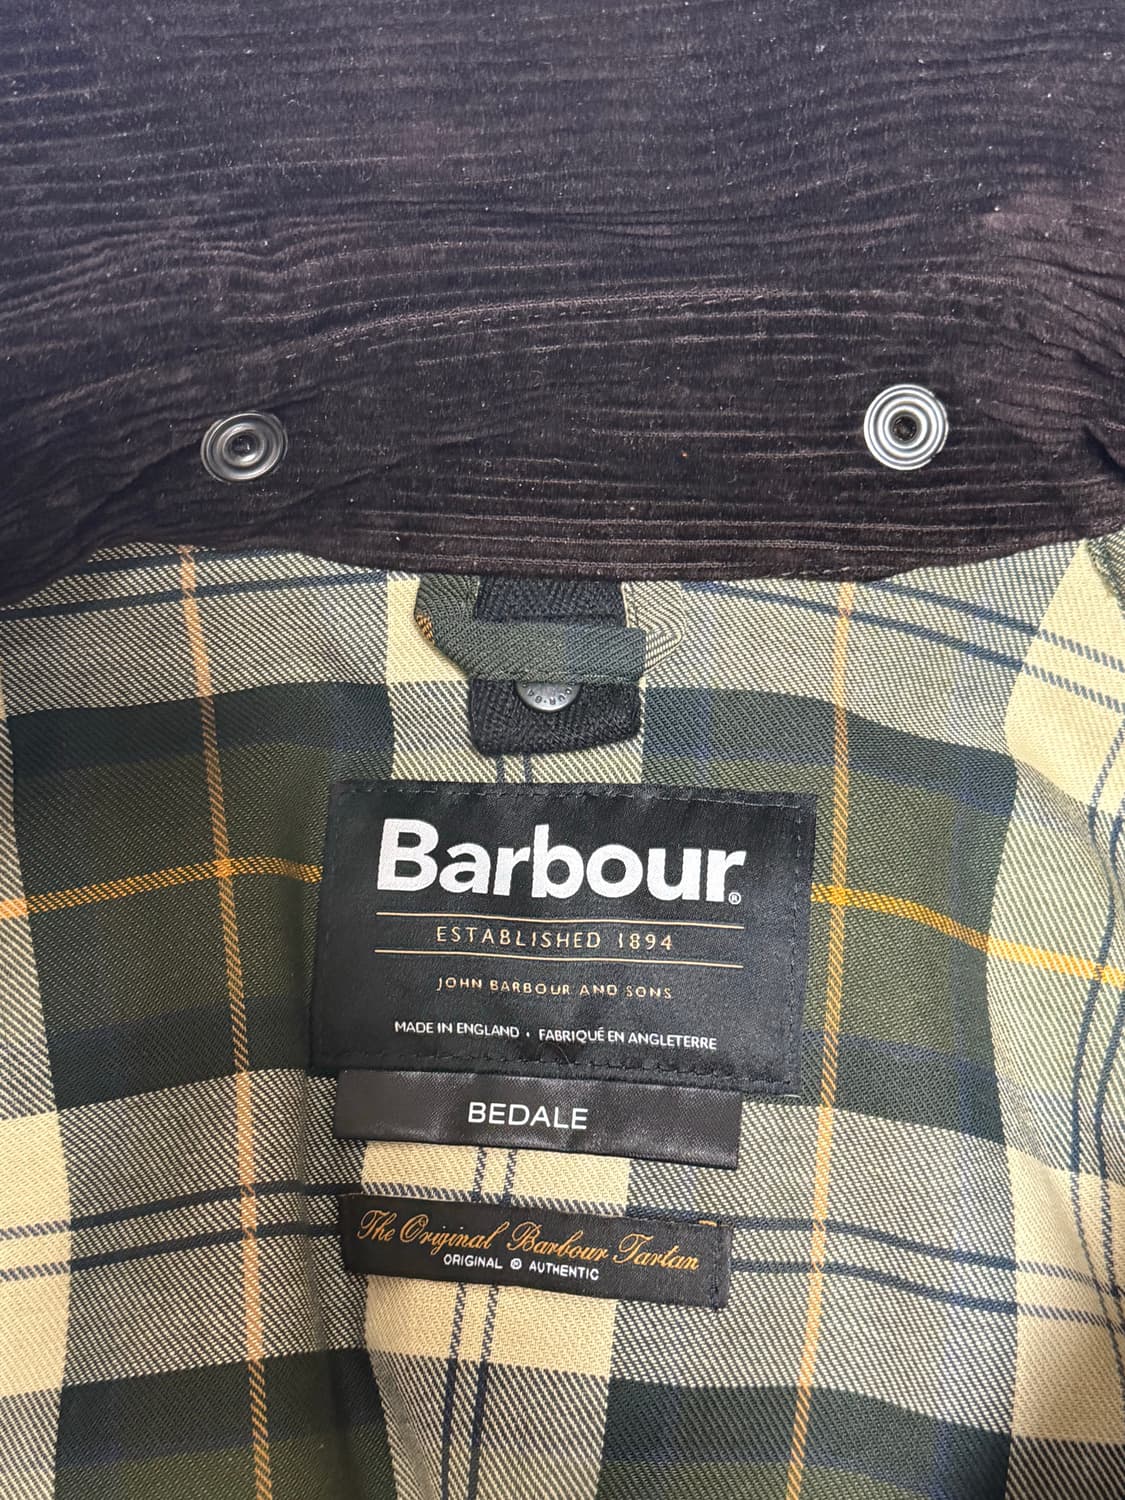 Barbour®
ESTABLISHED 1894
JOHN BARBOUR AND SONS
MADE IN ENGLAND · FABRIQUÉ EN ANGLETERRE
BEDALE
The Original Barbour Tartan
ORIGINAL ® AUTHENTIC